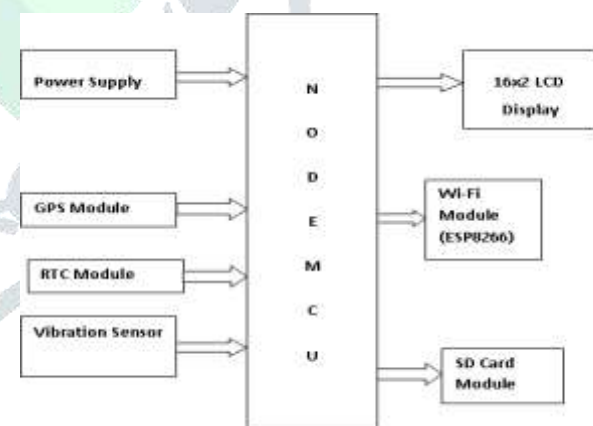 Power Supply
GPS Module
RTC Module
Vibration Sensor
N
O
D
E
M
C
U
16x2 LCD
Display
Wi-Fi
Module
(ESP8266)
SD Card
Module